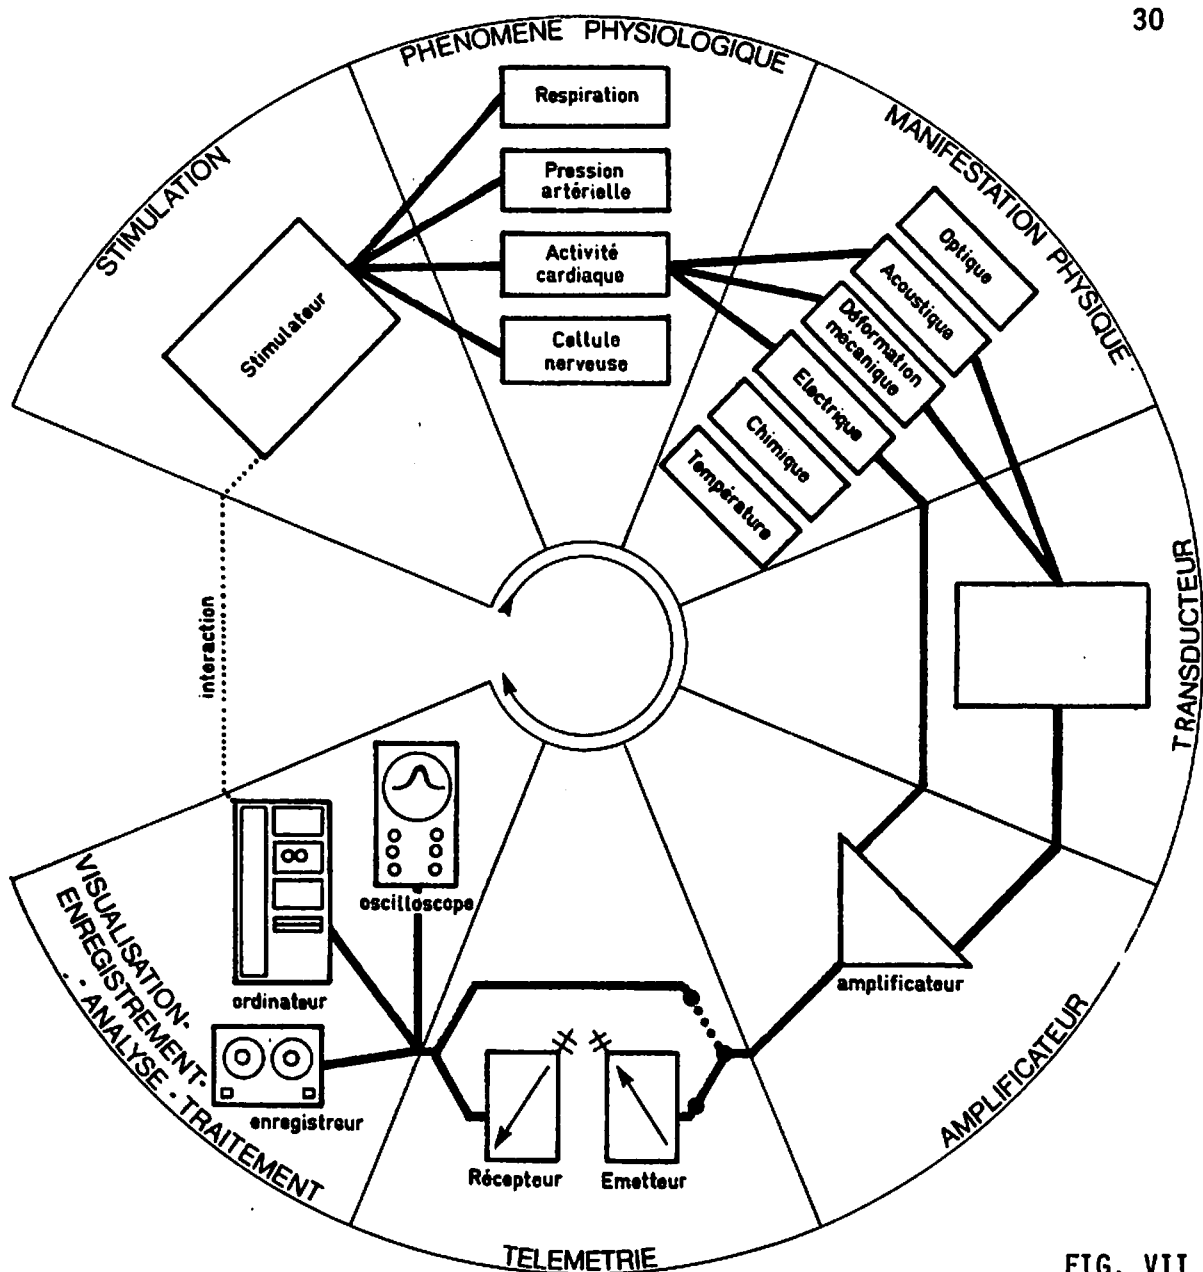 30
PHENOMENE PHYSIOLOGIQUE
Respiration
Pression
artérielle
Activité
cardiaque
Cellule
nerveuse
STIMULATION
Stimulateur
MANIFESTATION PHYSIQUE
Optique
Acoustique
Déformation
mécanique
Electrique
Chimique
Température
TRANSDUCTEUR
interaction
AMPLIFICATEUR
amplificateur
oscilloscope
ordinateur
enregistreur
VISUALISATION-
ENREGISTREMENT-
- ANALYSE - TRAITEMENT
Récepteur
Emetteur
TELEMETRIE
FIG. VII